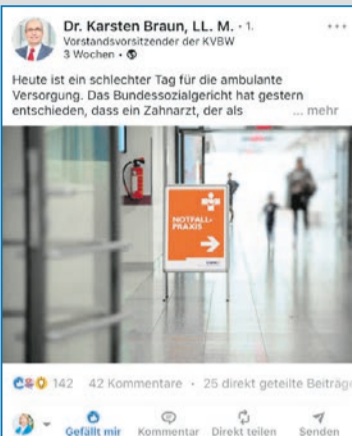 Dr. Karsten Braun, LL. M. • 1.
Vorstandsvorsitzender der KVBW
3 Wochen •
Heute ist ein schlechter Tag für die ambulante
Versorgung. Das Bundessozialgericht hat gestern
entschieden, dass ein Zahnarzt, der als
... mehr
NOTFALL-
PRAXIS
142 42 Kommentare • 25 direkt geteilte Beiträge
Gefällt mir Kommentar Direkt teilen Senden